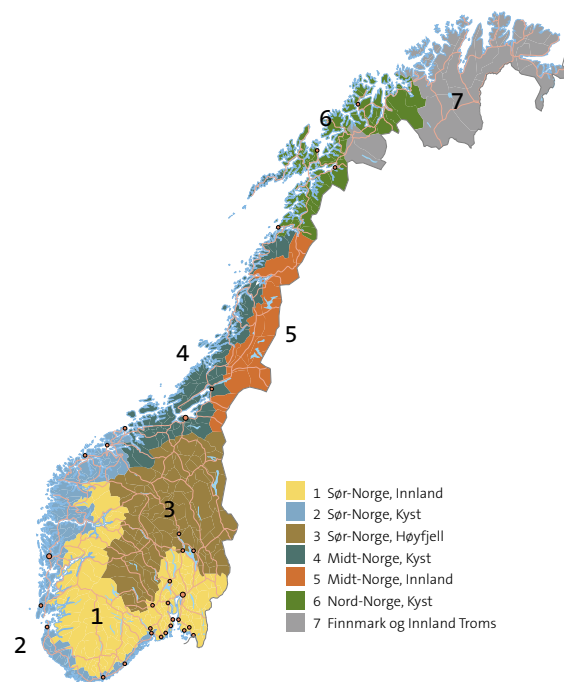 7
6
5
4
3
1
2
1 Sør-Norge, Innland
2 Sør-Norge, Kyst
3 Sør-Norge, Høyfjell
4 Midt-Norge, Kyst
5 Midt-Norge, Innland
6 Nord-Norge, Kyst
7 Finnmark og Innland Troms